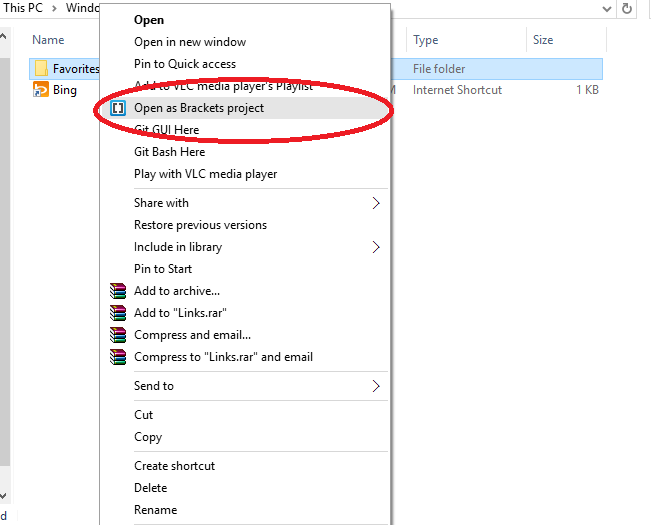 This PC > Windo
Name Type Size
Favorites File folder
Bing M Internet Shortcut 1 KB
Open
Open in new window
Pin to Quick access
Add to VLC media player's Playlist
Open as Brackets project
Git GUI Here
Git Bash Here
Play with VLC media player
Share with
Restore previous versions
Include in library
Pin to Start
Add to archive...
Add to "Links.rar"
Compress and email...
Compress to "Links.rar" and email
Send to
Cut
Copy
Create shortcut
Delete
Rename
d